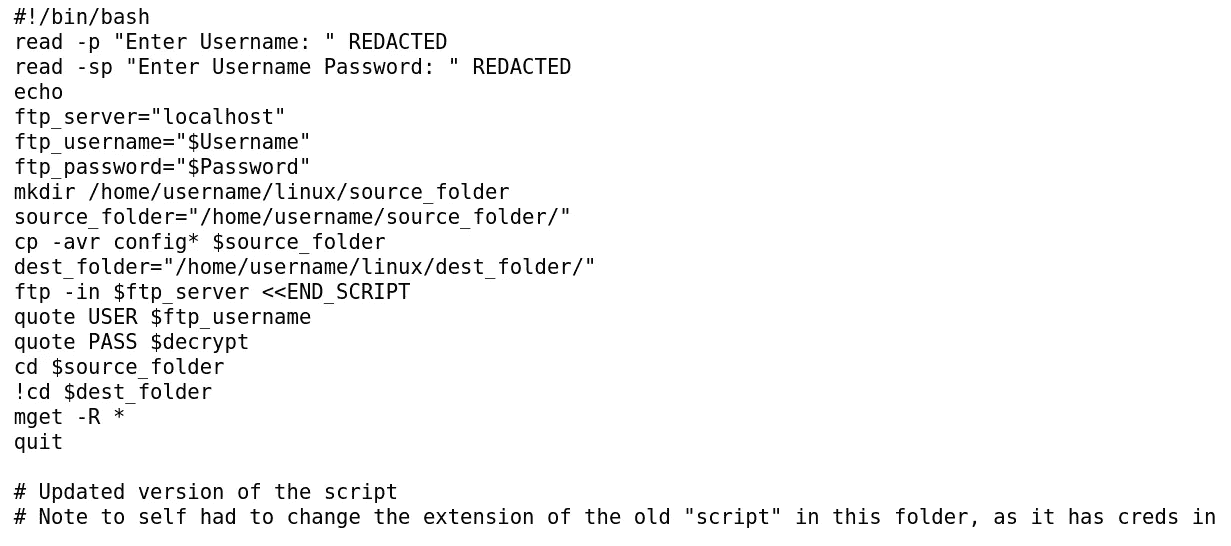 #!/bin/bash
read -p "Enter Username: " REDACTED
read -sp "Enter Username Password: " REDACTED
echo
ftp_server="localhost"
ftp_username="$Username"
ftp_password="$Password"
mkdir /home/username/linux/source_folder
source_folder="/home/username/source_folder/"
cp -avr config* $source_folder
dest_folder="/home/username/linux/dest_folder/"
ftp -in $ftp_server <<END_SCRIPT
quote USER $ftp_username
quote PASS $decrypt
cd $source_folder
!cd $dest_folder
mget -R *
quit

# Updated version of the script
# Note to self had to change the extension of the old "script" in this folder, as it has creds in